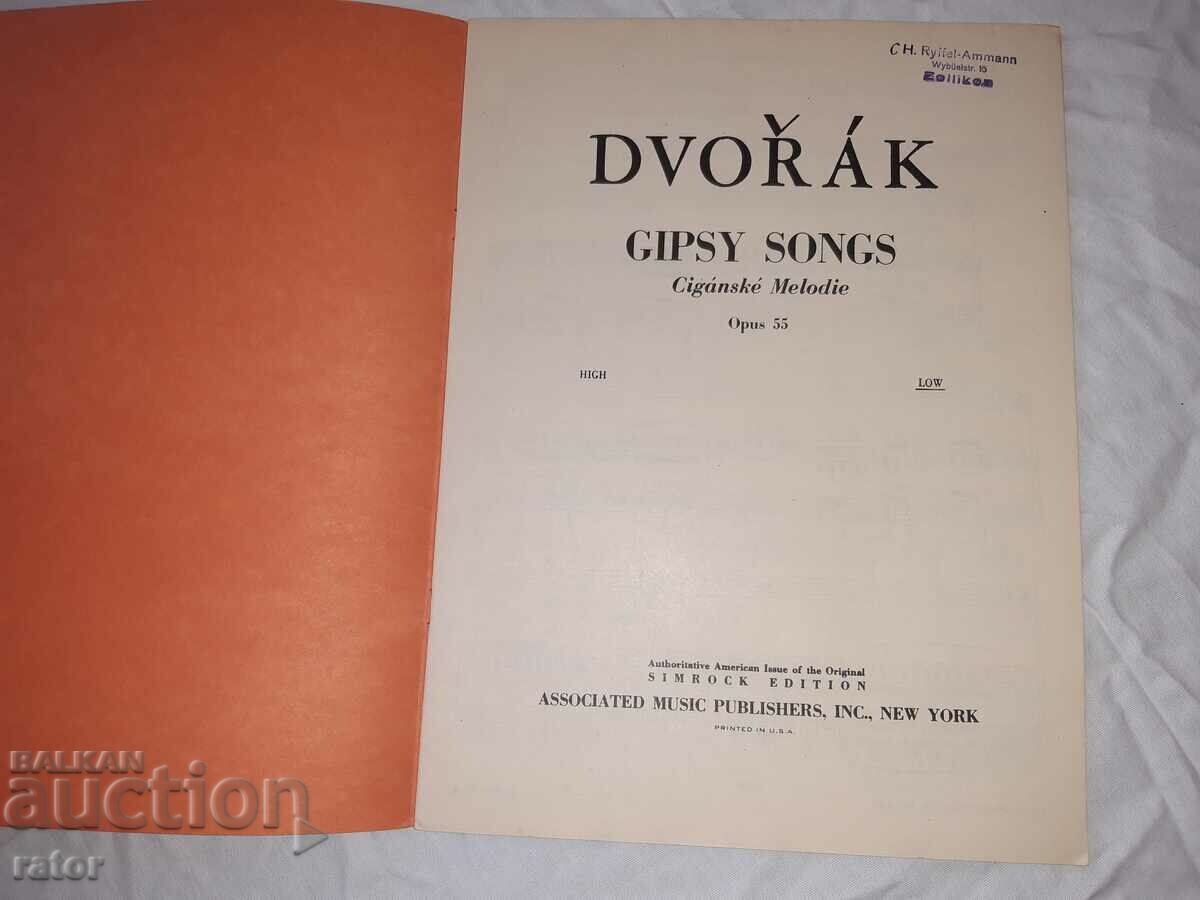 CH. Ryffel-Ammann
Wybüelstr. 15
Zollikon
DVOŘÁK
GIPSY SONGS
Cigánské Melodie
Opus 55
HIGH LOW
Authoritative American Issue of the Original
SIMROCK EDITION
ASSOCIATED MUSIC PUBLISHERS, INC., NEW YORK
PRINTED IN U.S.A.
BALKAN
auction
rator